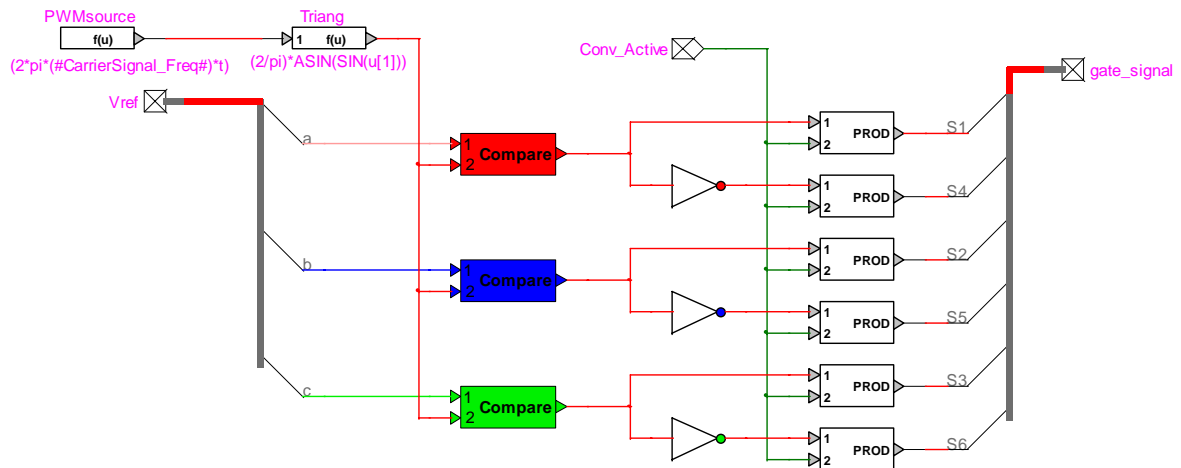 PWMsource
Triang
f(u)
1 f(u)
(2*pi*(#CarrierSignal_Freq#)*t)
(2/pi)*ASIN(SIN(u[1]))
Conv_Active
gate_signal
Vref
a
1
2
Compare
1
2
PROD
S1
1
2
PROD
S4
b
1
2
Compare
1
2
PROD
S2
1
2
PROD
S5
c
1
2
Compare
1
2
PROD
S3
1
2
PROD
S6